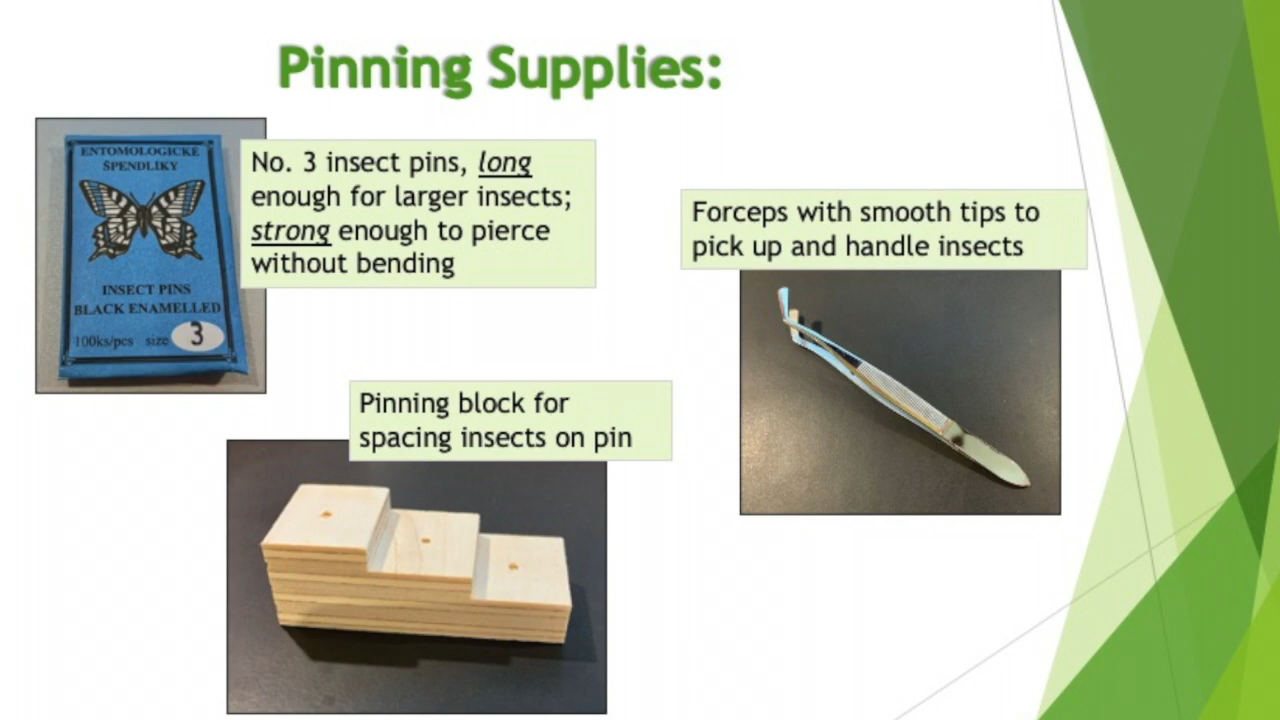 Pinning Supplies:
ENTOMOLOGICKÉ
ŠPENDLÍKY
INSECT PINS
BLACK ENAMELLED
100ks/pcs size 3
No. 3 insect pins, long
enough for larger insects;
strong enough to pierce
without bending
Forceps with smooth tips to
pick up and handle insects
Pinning block for
spacing insects on pin